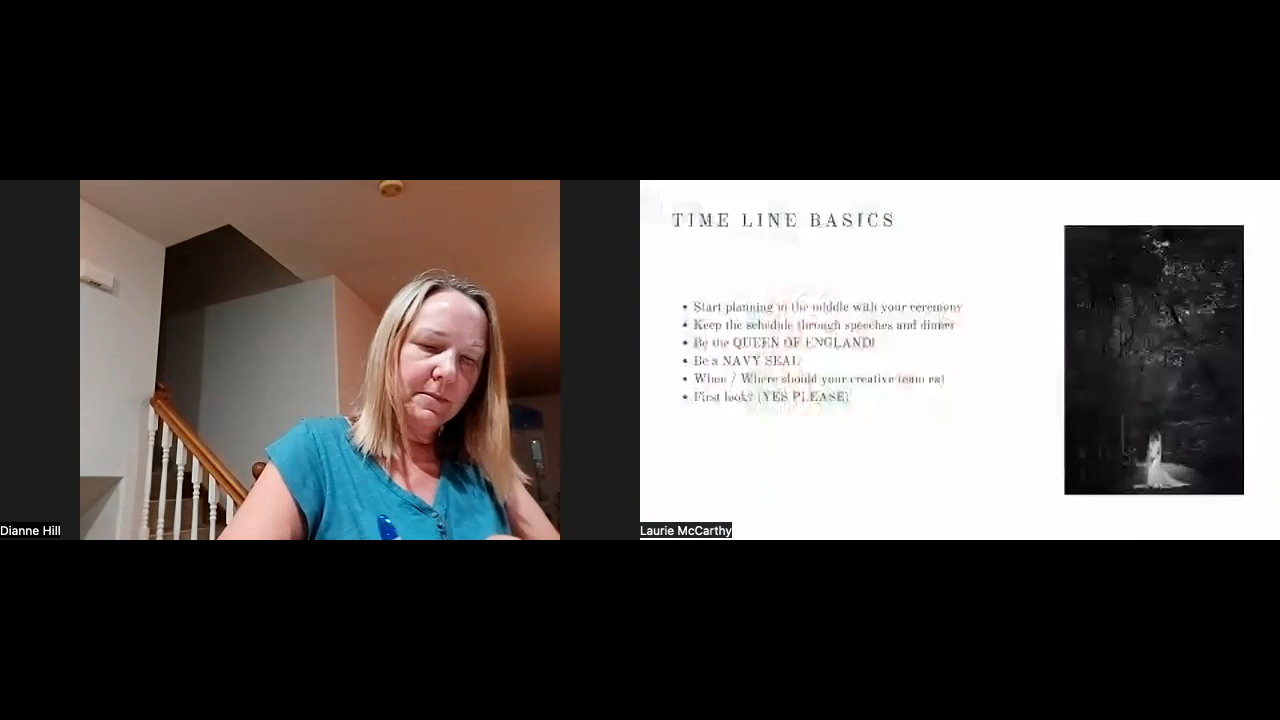 TIME LINE BASICS
• Start planning in the middle with your ceremony
• Keep the schedule through speeches and dinner
• Be the QUEEN OF ENGLAND!
• Be a NAVY SEAL
• When / Where should your creative team eat
• First look? (YES PLEASE)
Dianne Hill
Laurie McCarthy